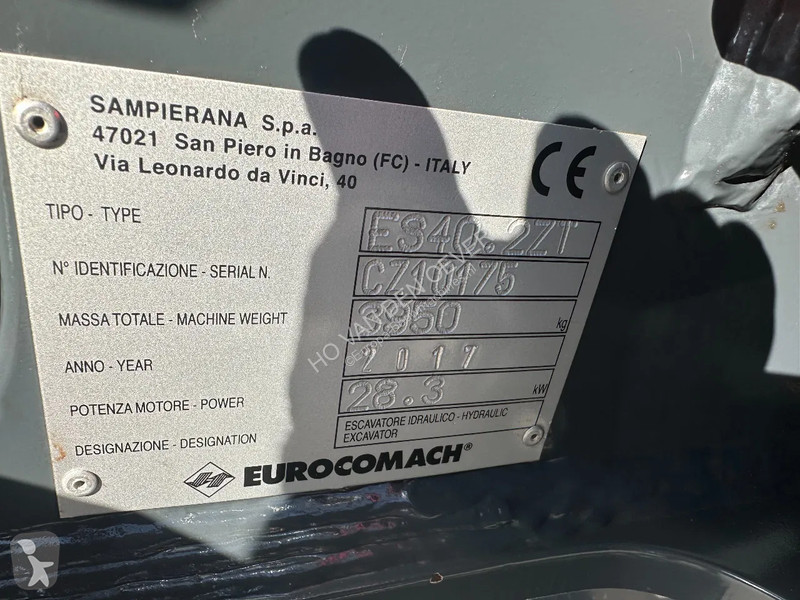 SAMPIERANA S.p.a.
47021 San Piero in Bagno (FC) - ITALY
Via Leonardo da Vinci, 40
CE
TIPO - TYPE
ES40.2ZT
N° IDENTIFICAZIONE - SERIAL N.
MASSA TOTALE - MACHINE WEIGHT
kg
ANNO - YEAR
2017
POTENZA MOTORE - POWER
28.3 kW
DESIGNAZIONE - DESIGNATION
ESCAVATORE IDRAULICO - HYDRAULIC
EXCAVATOR
EUROCOMACH®